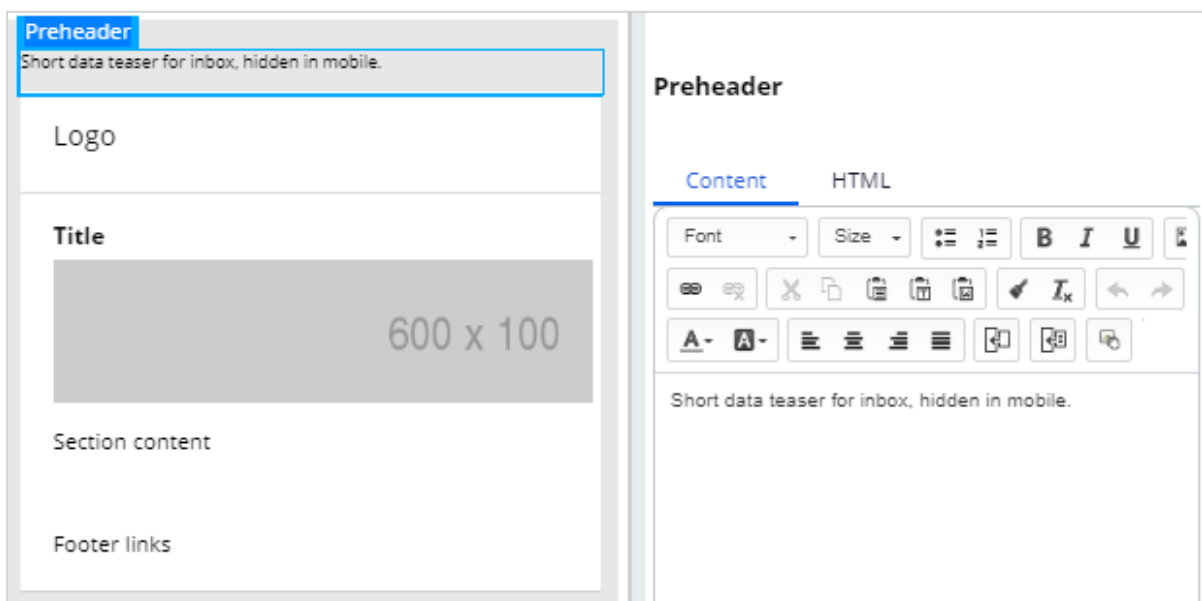 Preheader
Short data teaser for inbox, hidden in mobile.
Logo
Title
600 x 100
Section content
Footer links
Preheader
Content HTML
Font Size B I U
A A
Short data teaser for inbox, hidden in mobile.